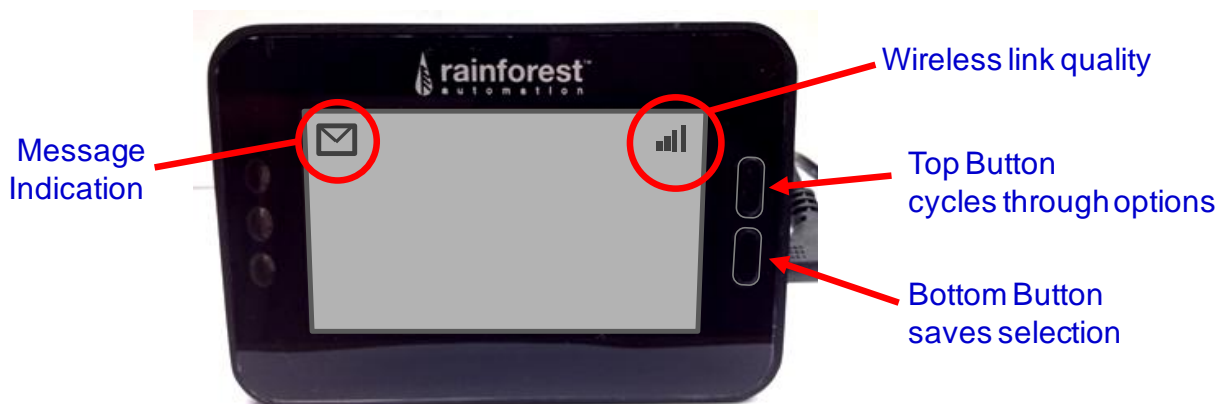 rainforest™
automation
Wireless link quality
Message
Indication
Top Button
cycles through options
Bottom Button
saves selection